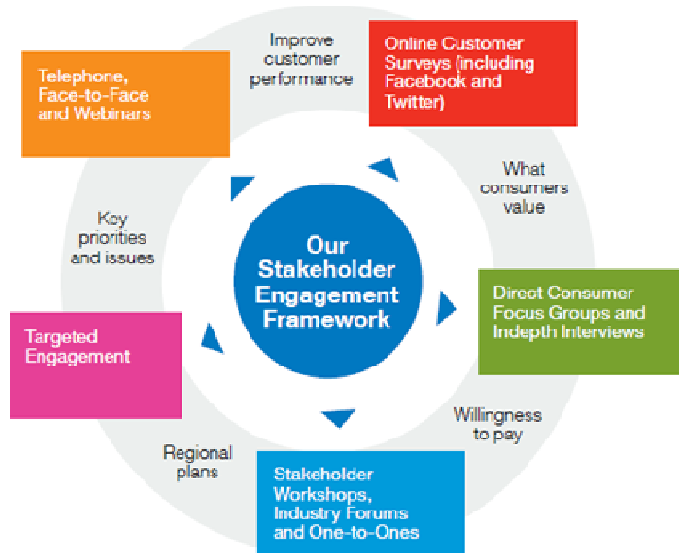 Improve
customer
performance
Online Customer
Surveys (including
Facebook and
Twitter)
Telephone,
Face-to-Face
and Webinars
What
consumers
value
Key
priorities
and issues
Our
Stakeholder
Engagement
Framework
Direct Consumer
Focus Groups and
Indepth Interviews
Targeted
Engagement
Willingness
to pay
Regional
plans
Stakeholder
Workshops,
Industry Forums
and One-to-Ones